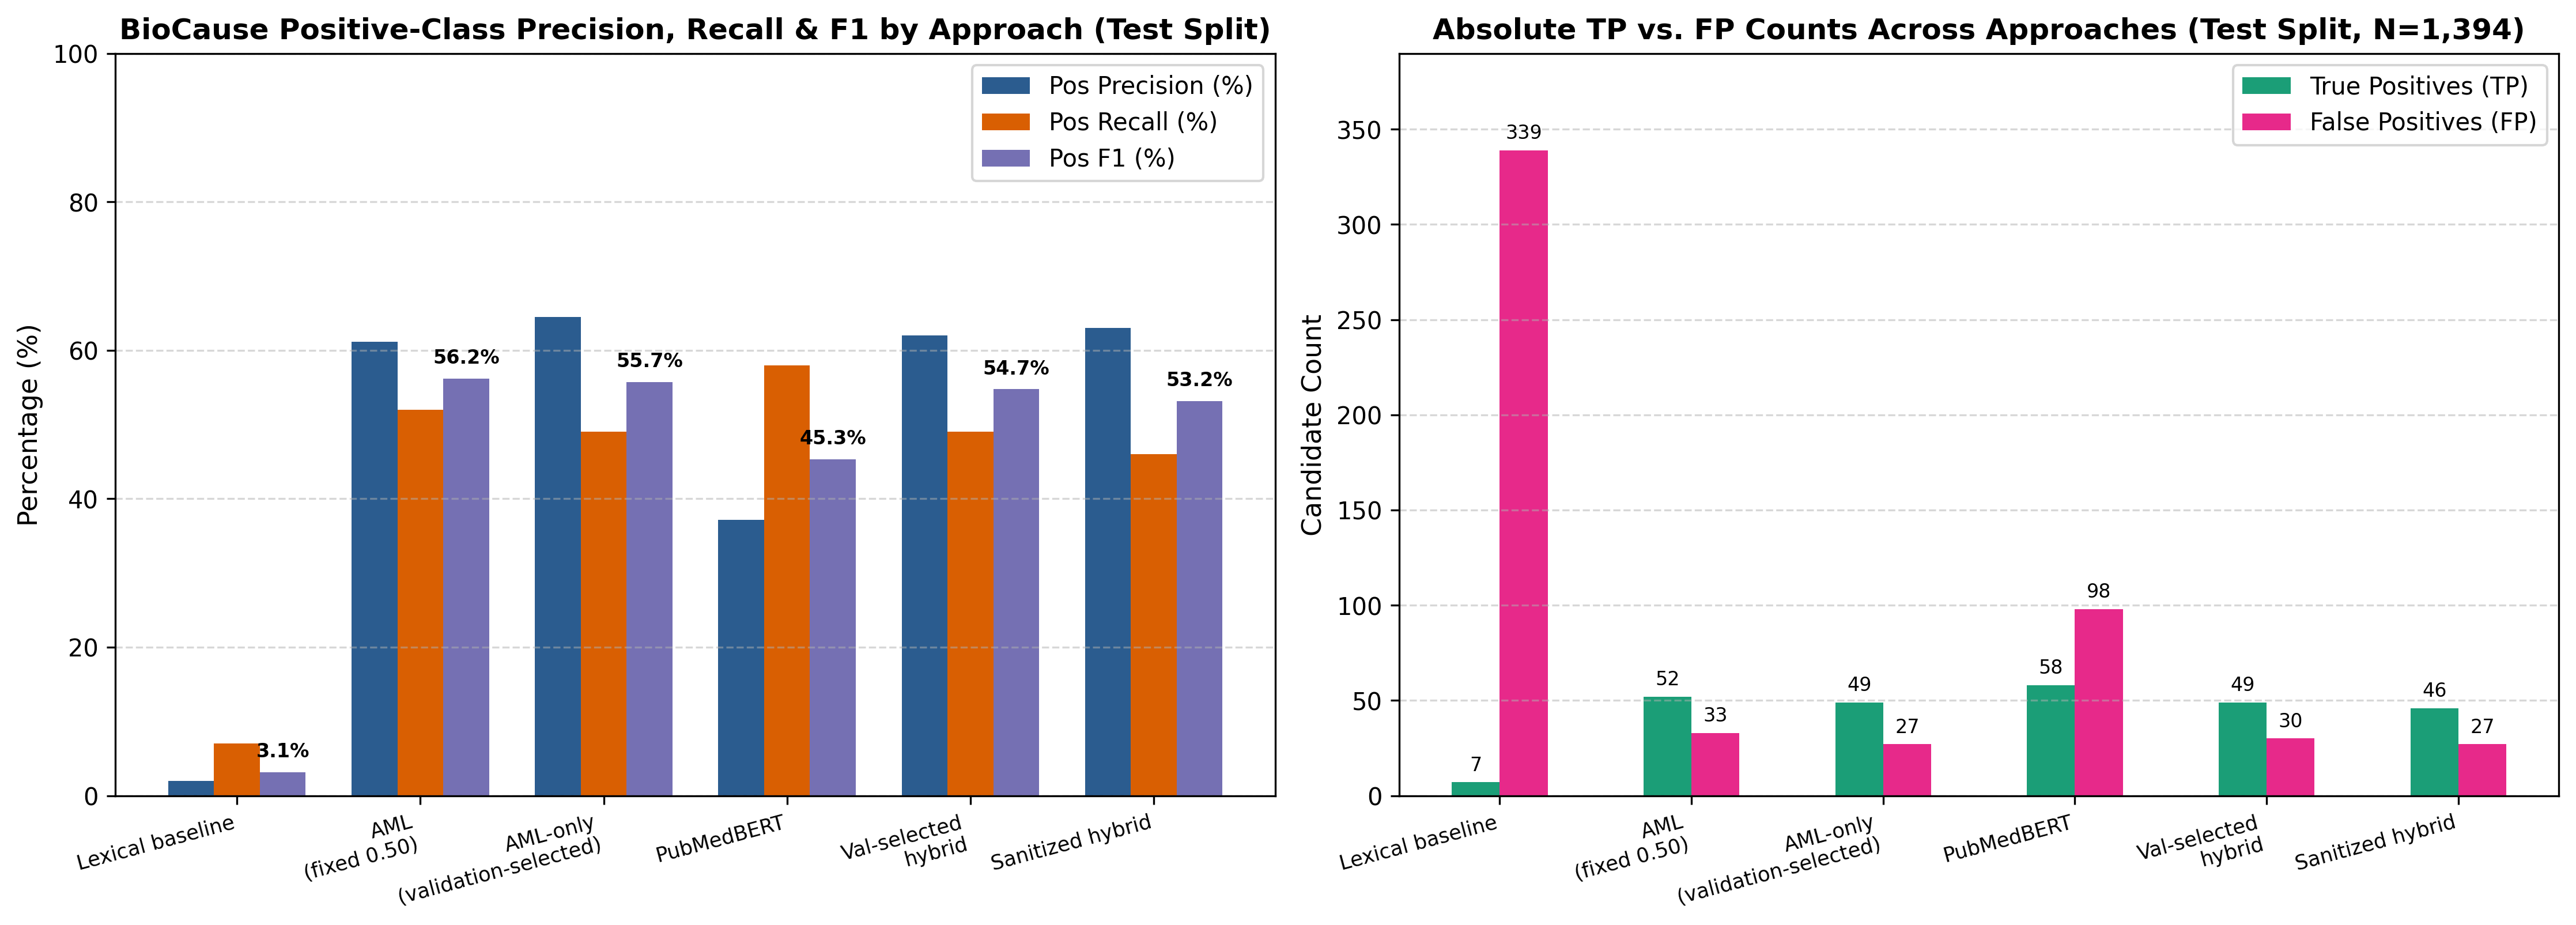 BioCause Positive-Class Precision, Recall & F1 by Approach (Test Split)
Percentage (%)
100
80
60
40
20
0
Pos Precision (%)
Pos Recall (%)
Pos F1 (%)
3.1%
56.2%
55.7%
45.3%
54.7%
53.2%
Lexical baseline
AML
(fixed 0.50)
AML-only
(validation-selected)
PubMedBERT
Val-selected
hybrid
Sanitized hybrid
Absolute TP vs. FP Counts Across Approaches (Test Split, N=1,394)
Candidate Count
350
300
250
200
150
100
50
0
True Positives (TP)
False Positives (FP)
7
339
52
33
49
27
58
98
49
30
46
27
Lexical baseline
AML
(fixed 0.50)
AML-only
(validation-selected)
PubMedBERT
Val-selected
hybrid
Sanitized hybrid